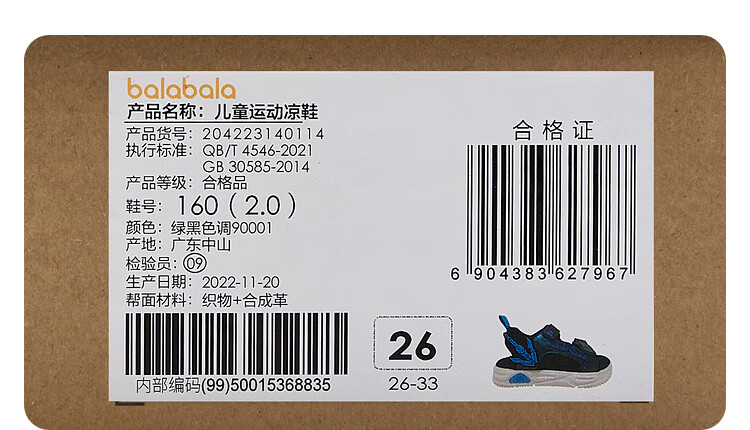 balabala
产品名称：儿童运动凉鞋
产品货号：204223140114
执行标准：QB/T 4546-2021
GB 30585-2014
产品等级：合格品
鞋号：160（2.0）
颜色：绿黑色调90001
产地：广东中山
检验员：09
生产日期：2022-11-20
帮面材料：织物+合成革
内部编码(99)50015368835
26
26-33
合格证
6 904383 627967